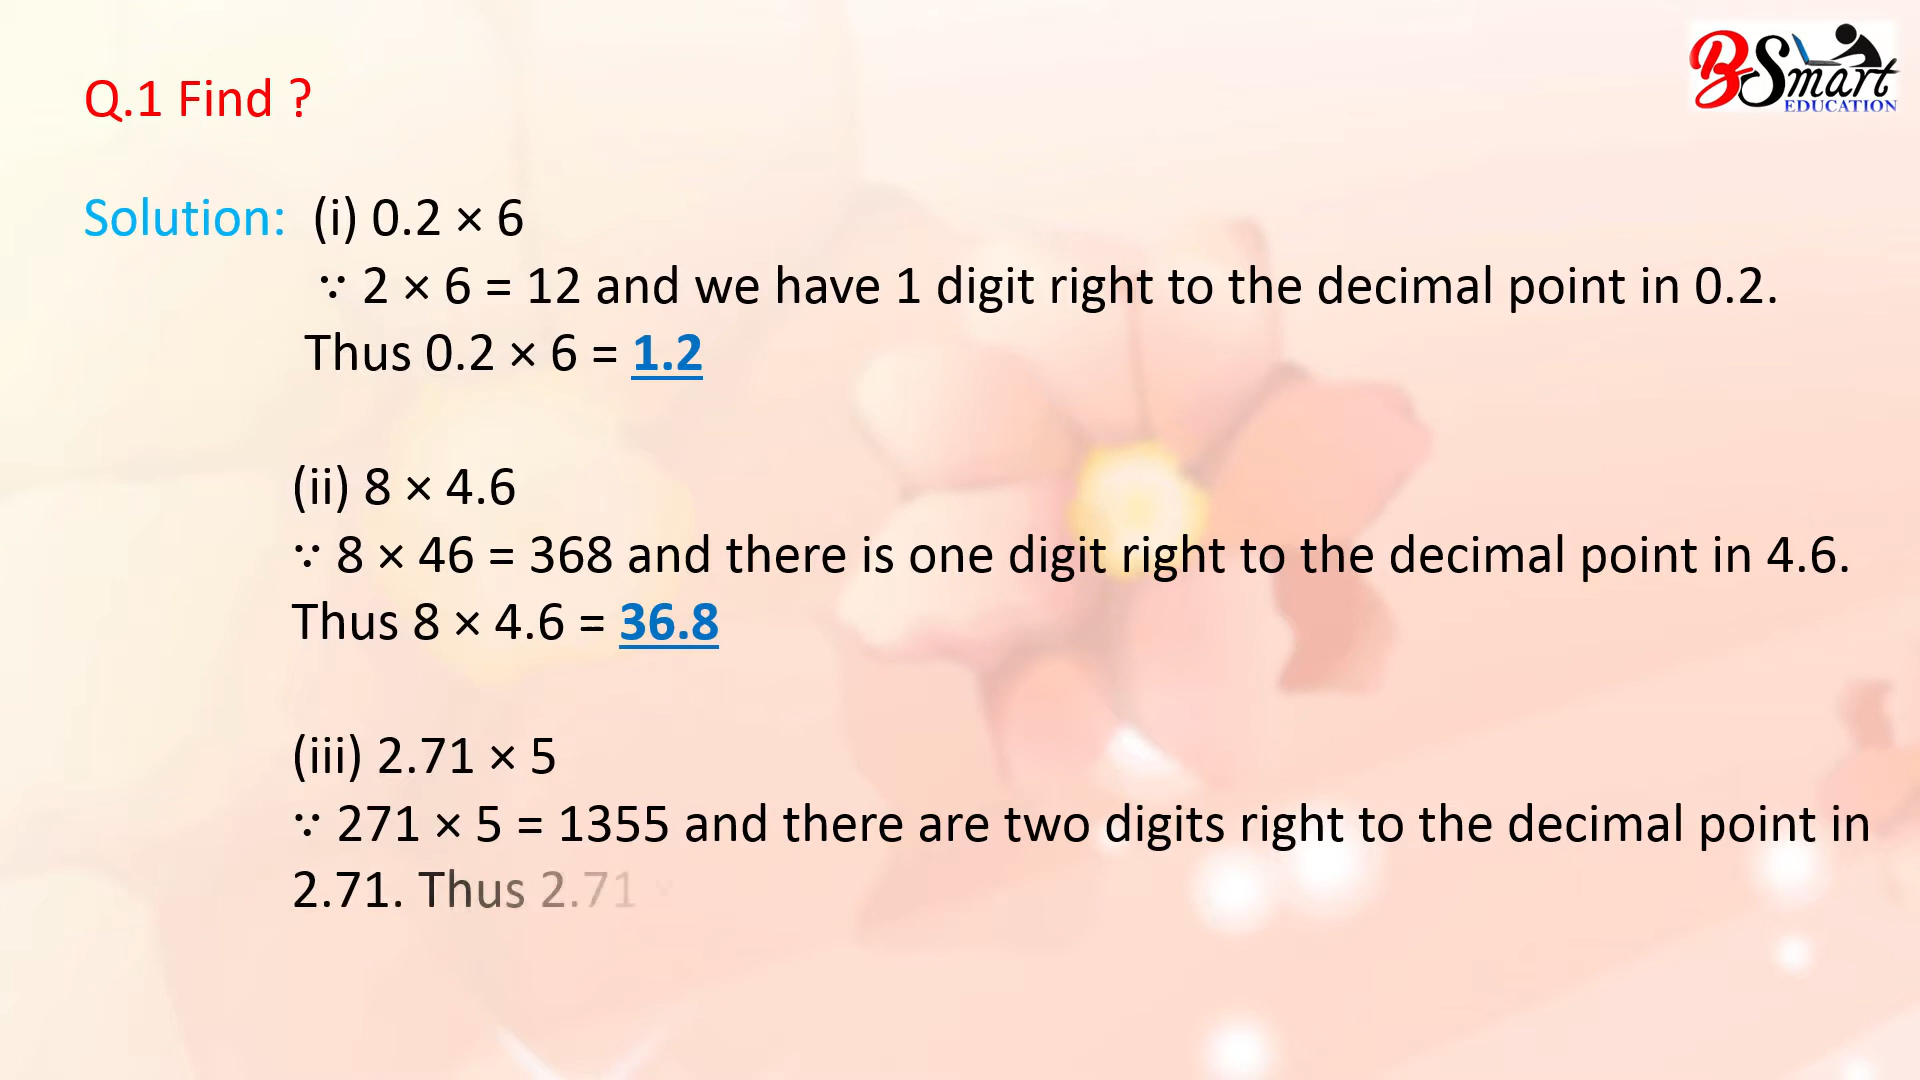 BSmart
EDUCATION
Q.1 Find ?
Solution: (i) 0.2 × 6
∵ 2 × 6 = 12 and we have 1 digit right to the decimal point in 0.2.
Thus 0.2 × 6 = 1.2
(ii) 8 × 4.6
∵ 8 × 46 = 368 and there is one digit right to the decimal point in 4.6.
Thus 8 × 4.6 = 36.8
(iii) 2.71 × 5
∵ 271 × 5 = 1355 and there are two digits right to the decimal point in
2.71. Thus 2.71 ×